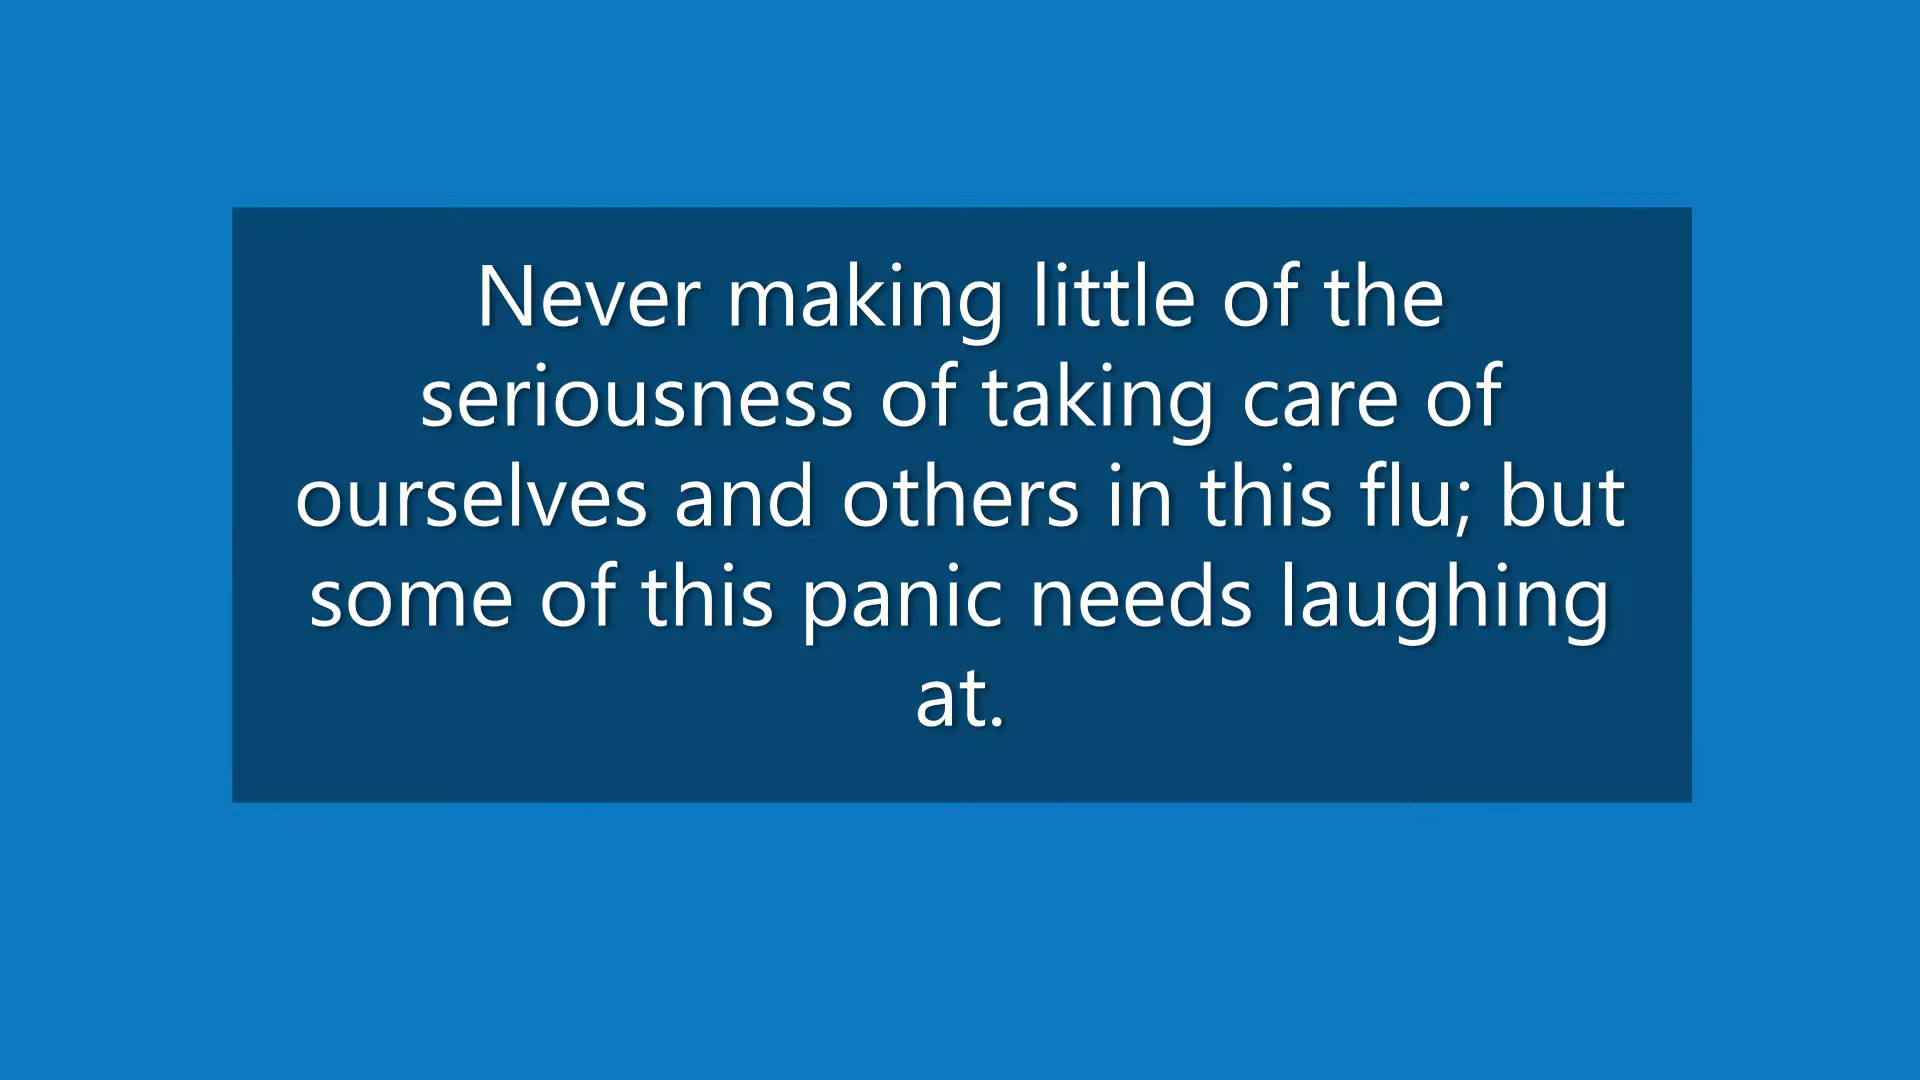 Never making little of the
seriousness of taking care of
ourselves and others in this flu; but
some of this panic needs laughing
at.